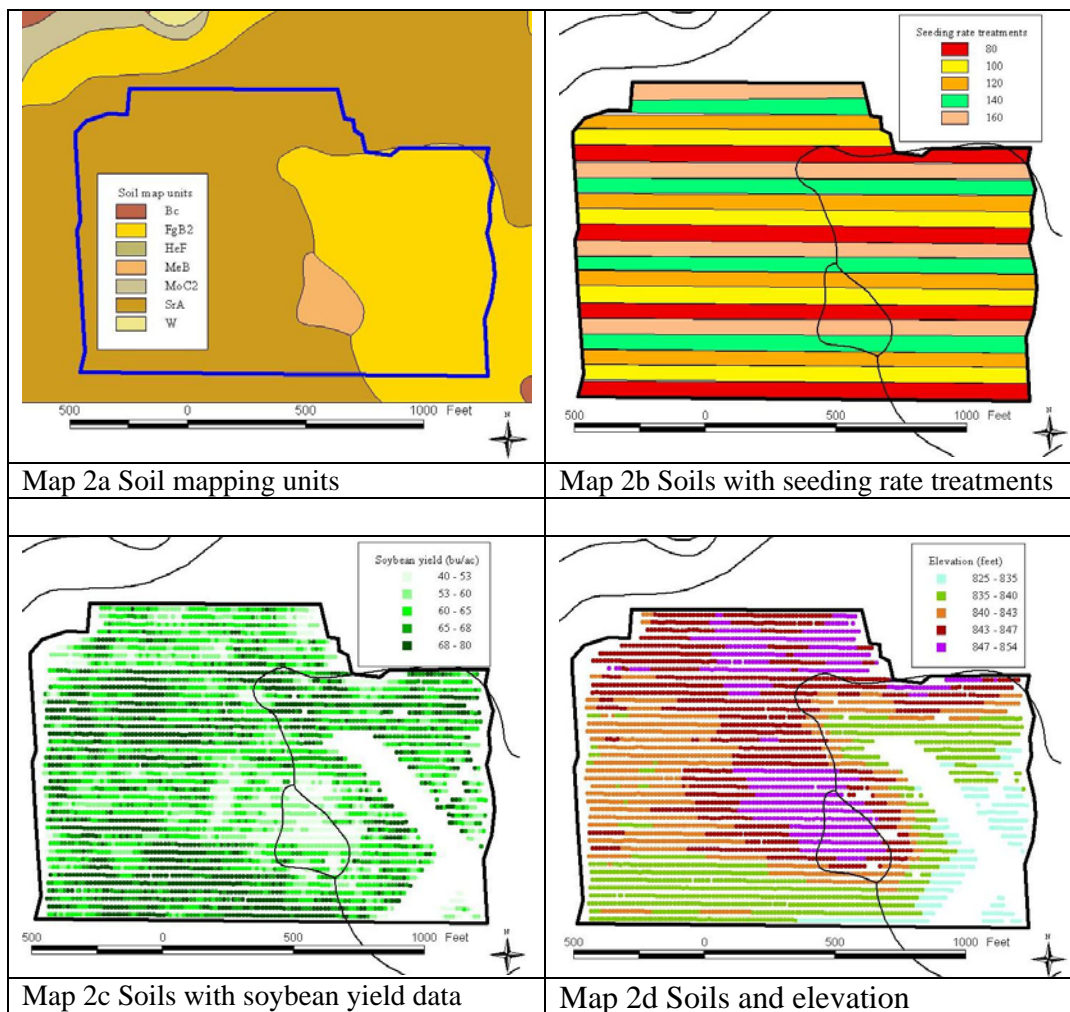 Soil map units
Bc
FgB2
HeF
MeB
MoC2
SrA
W
500 0 500 1000 Feet
N
Map 2a Soil mapping units
Seeding rate treatments
80
100
120
140
160
500 0 500 1000 Feet
N
Map 2b Soils with seeding rate treatments
Soybean yield (bu/ac)
40 - 53
53 - 60
60 - 65
65 - 68
68 - 80
500 0 500 1000 Feet
N
Map 2c Soils with soybean yield data
Elevation (feet)
825 - 835
835 - 840
840 - 843
843 - 847
847 - 854
500 0 500 1000 Feet
N
Map 2d Soils and elevation